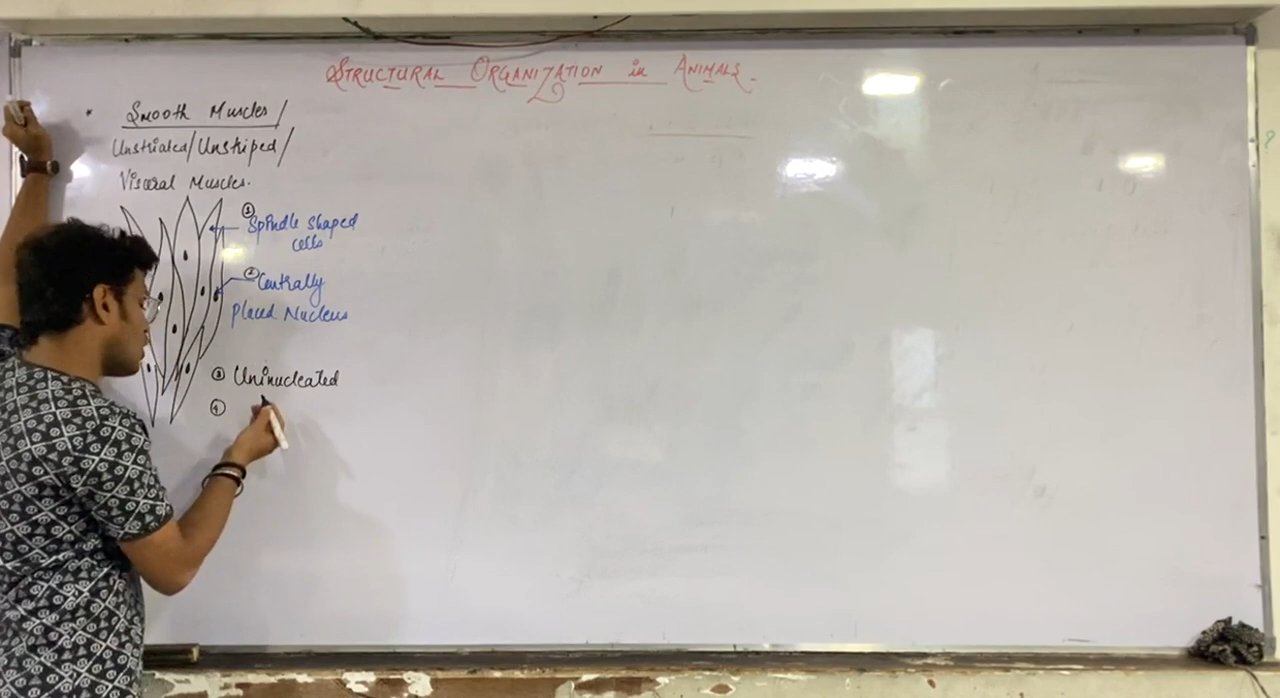 STRUCTURAL ORGANIZATION in ANIMALS.
* Smooth Muscles/
Unstriated/Unstriped/
Visceral Muscles.
① Spindle shaped
cells
② Centrally
placed Nucleus
③ Uninucleated
④